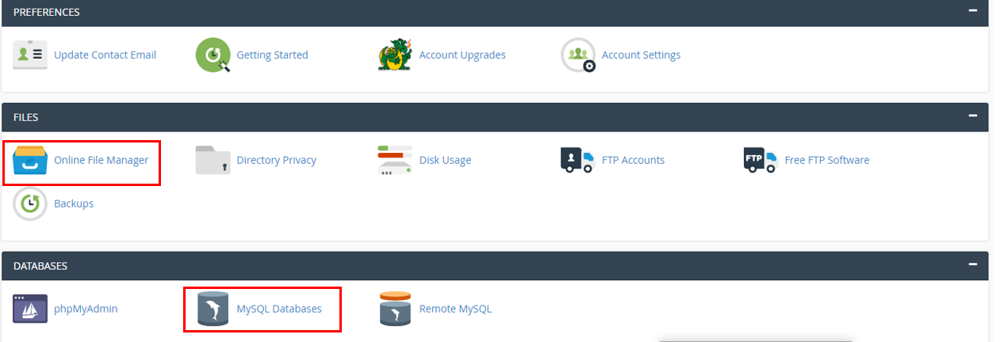 PREFERENCES
Update Contact Email
Getting Started
Account Upgrades
Account Settings
FILES
Online File Manager
Directory Privacy
Disk Usage
FTP Accounts
FTP
Free FTP Software
Backups
DATABASES
phpMyAdmin
MySQL Databases
Remote MySQL